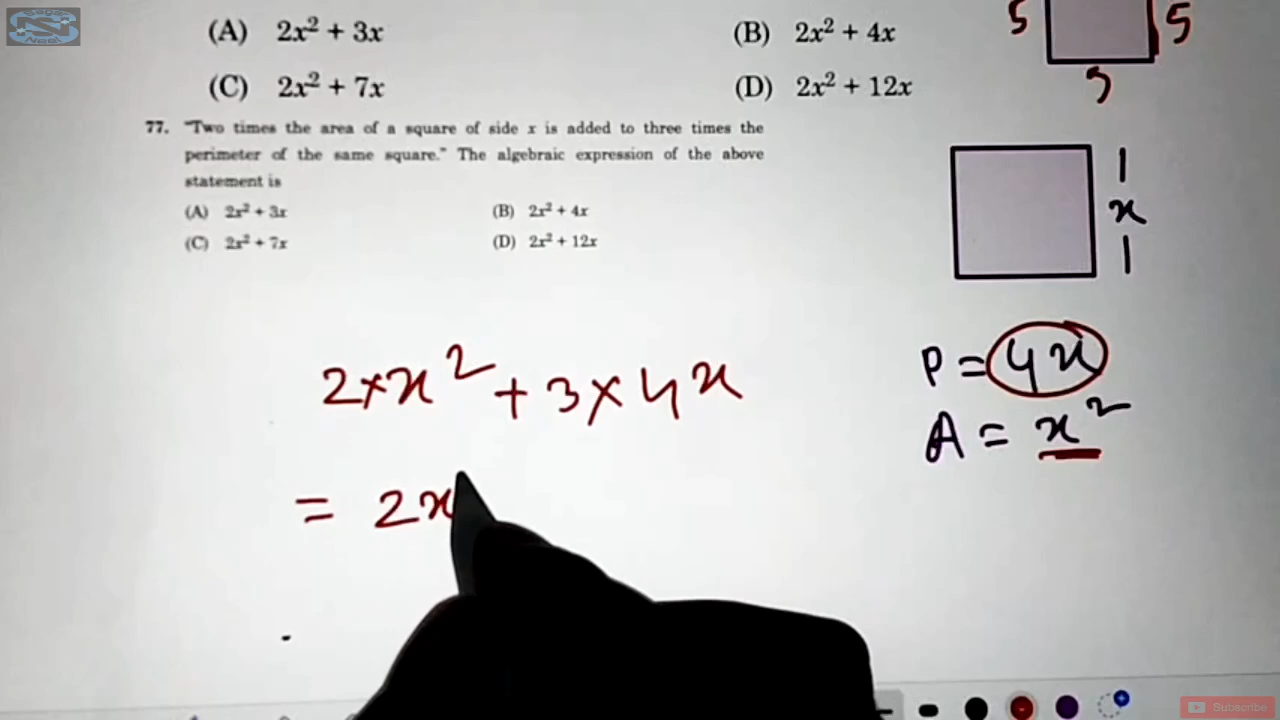 (A) 2x² + 3x (B) 2x² + 4x
(C) 2x² + 7x (D) 2x² + 12x
5 5
5
77. "Two times the area of a square of side x is added to three times the
perimeter of the same square." The algebraic expression of the above
statement is
(A) 2x² + 3x (B) 2x² + 4x
(C) 2x² + 7x (D) 2x² + 12x
x
2×x² + 3×4x
= 2x
P = 4x
A = x²
Subscribe